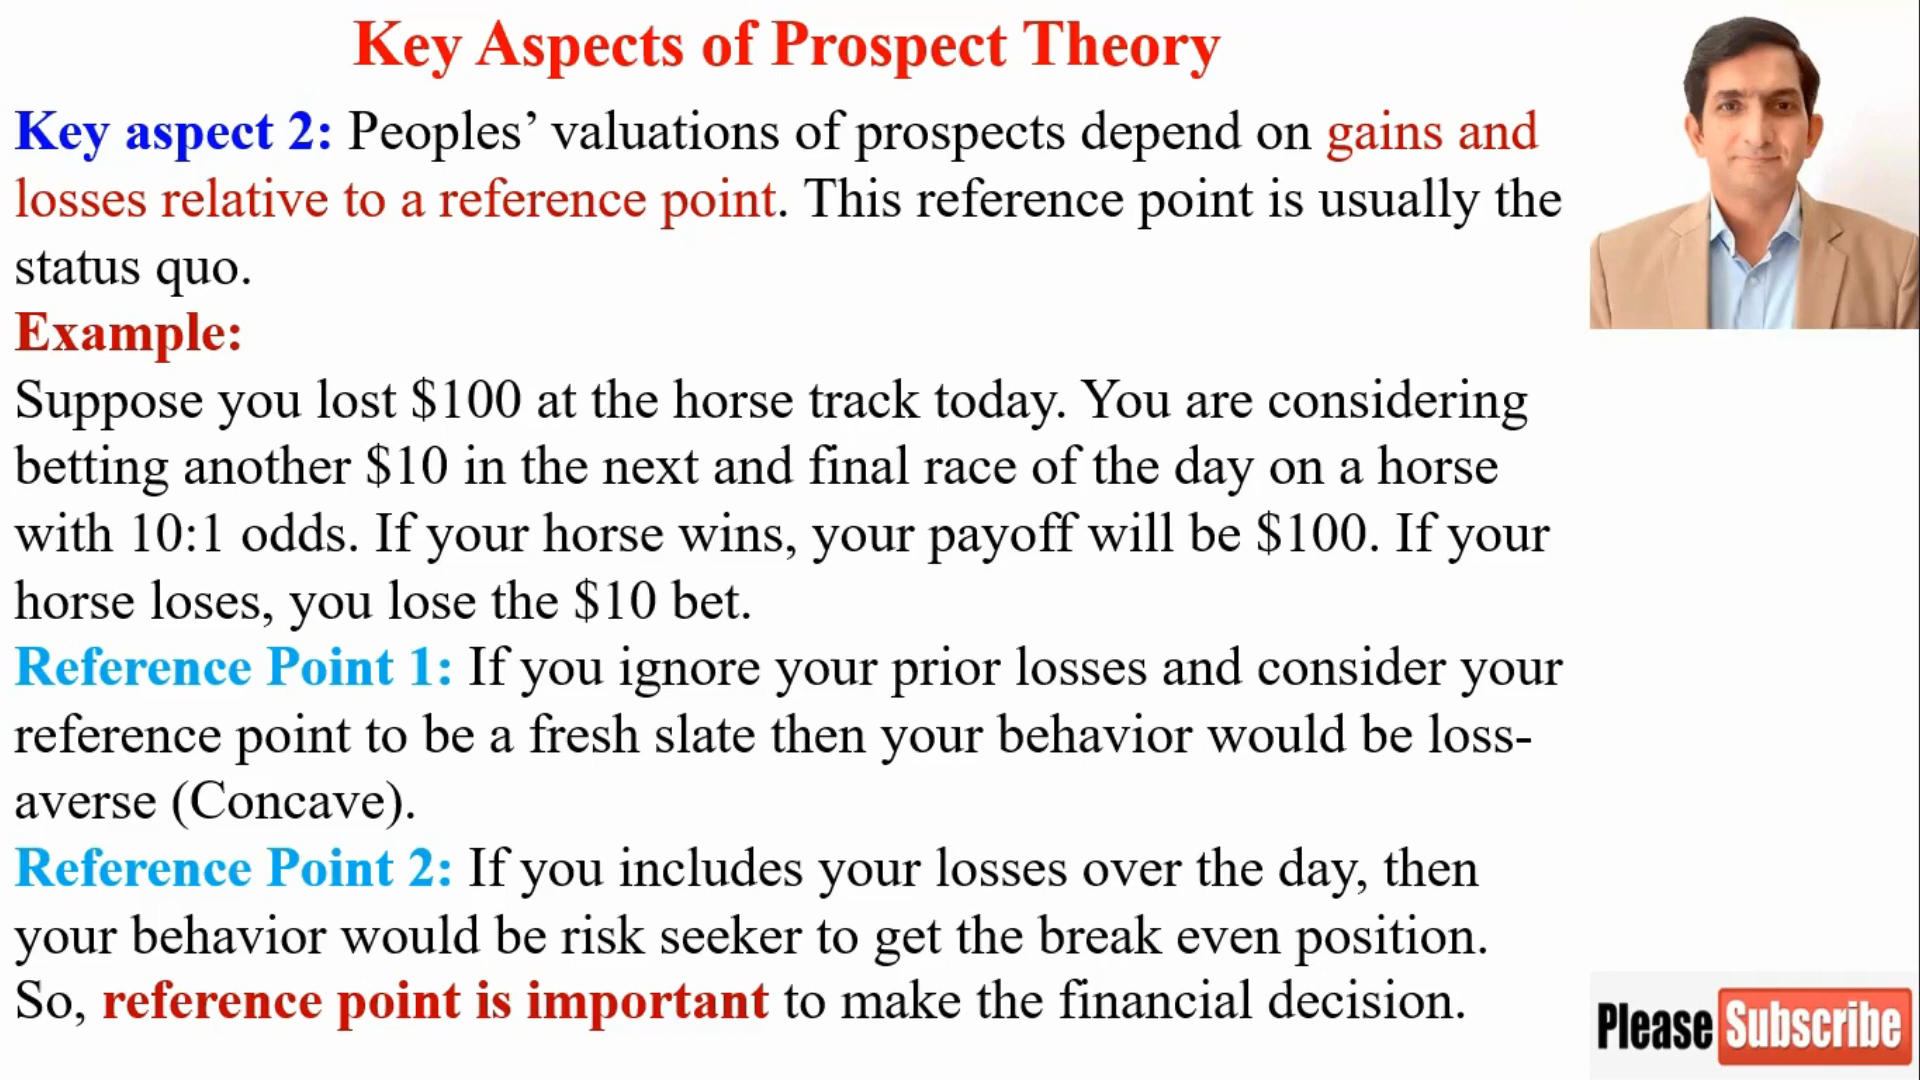 Key Aspects of Prospect Theory
Key aspect 2: Peoples’ valuations of prospects depend on gains and
losses relative to a reference point. This reference point is usually the
status quo.
Example:
Suppose you lost $100 at the horse track today. You are considering
betting another $10 in the next and final race of the day on a horse
with 10:1 odds. If your horse wins, your payoff will be $100. If your
horse loses, you lose the $10 bet.
Reference Point 1: If you ignore your prior losses and consider your
reference point to be a fresh slate then your behavior would be loss-
averse (Concave).
Reference Point 2: If you includes your losses over the day, then
your behavior would be risk seeker to get the break even position.
So, reference point is important to make the financial decision.
Please Subscribe